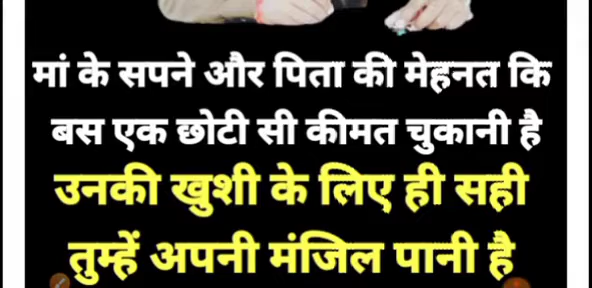 मां के सपने और पिता की मेहनत कि
बस एक छोटी सी कीमत चुकानी है
उनकी खुशी के लिए ही सही
तुम्हें अपनी मंजिल पानी है